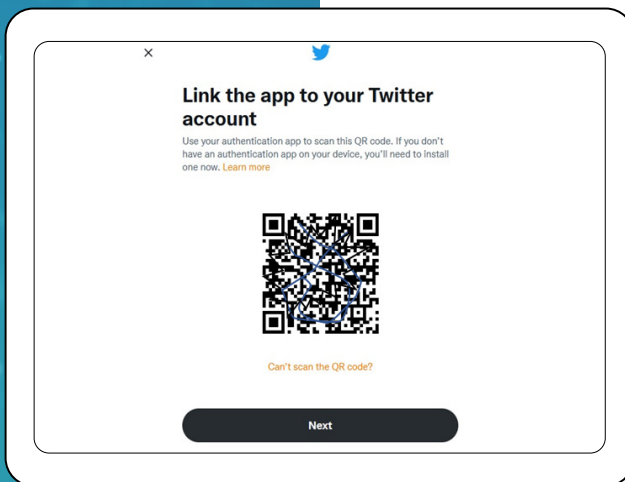 Link the app to your Twitter
account
Use your authentication app to scan this QR code. If you don't
have an authentication app on your device, you'll need to install
one now. Learn more
Can't scan the QR code?
Next